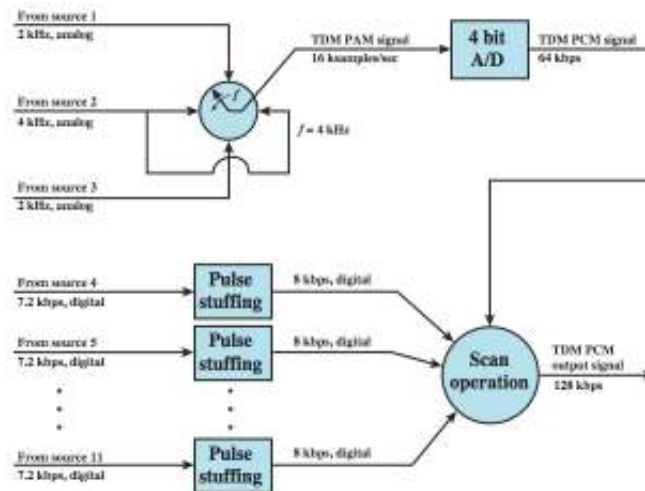 From source 1
2 kHz, analog
TDM PAM signal
16 ksamples/sec
4 bit
A/D
TDM PCM signal
64 kbps
f
From source 2
4 kHz, analog
f = 4 kHz
From source 3
2 kHz, analog
From source 4
7.2 kbps, digital
Pulse
stuffing
8 kbps, digital
From source 5
7.2 kbps, digital
Pulse
stuffing
8 kbps, digital
Scan
operation
TDM PCM
output signal
128 kbps
From source 11
7.2 kbps, digital
Pulse
stuffing
8 kbps, digital